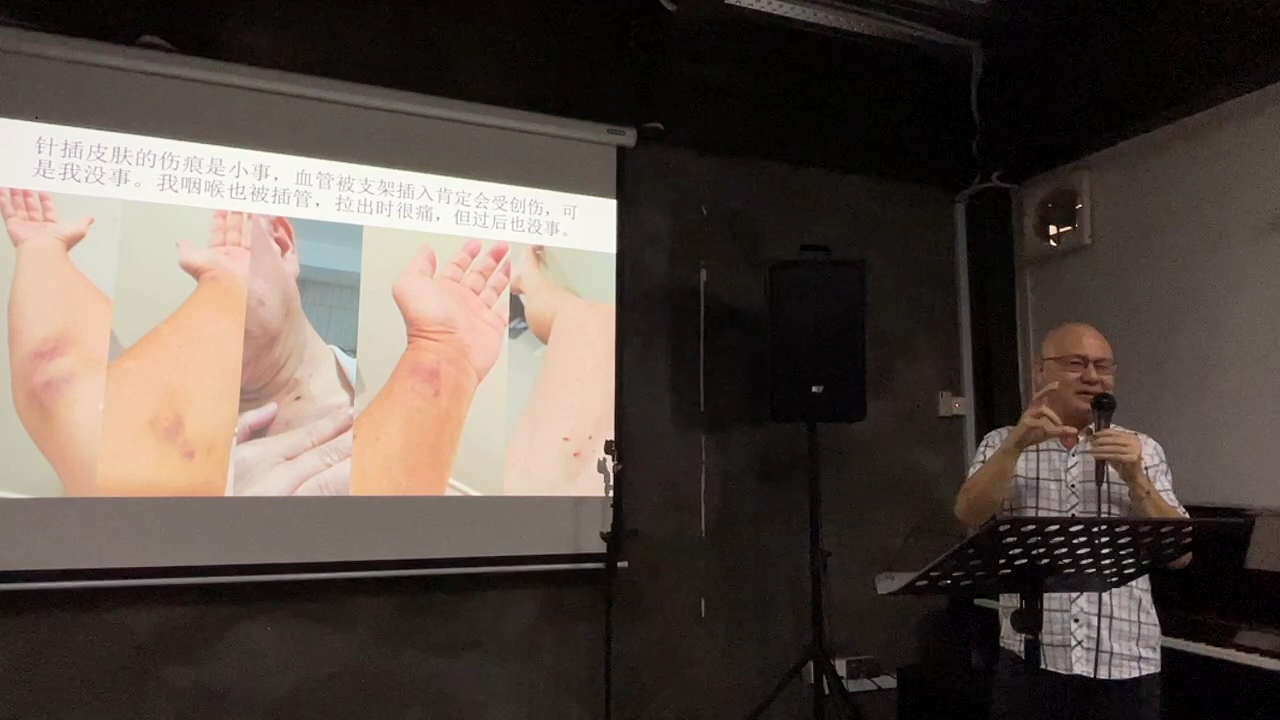 针插皮肤的伤痕是小事，血管被支架插入肯定会受创伤，可
是我没事。我咽喉也被插管，拉出时很痛，但过后也没事。